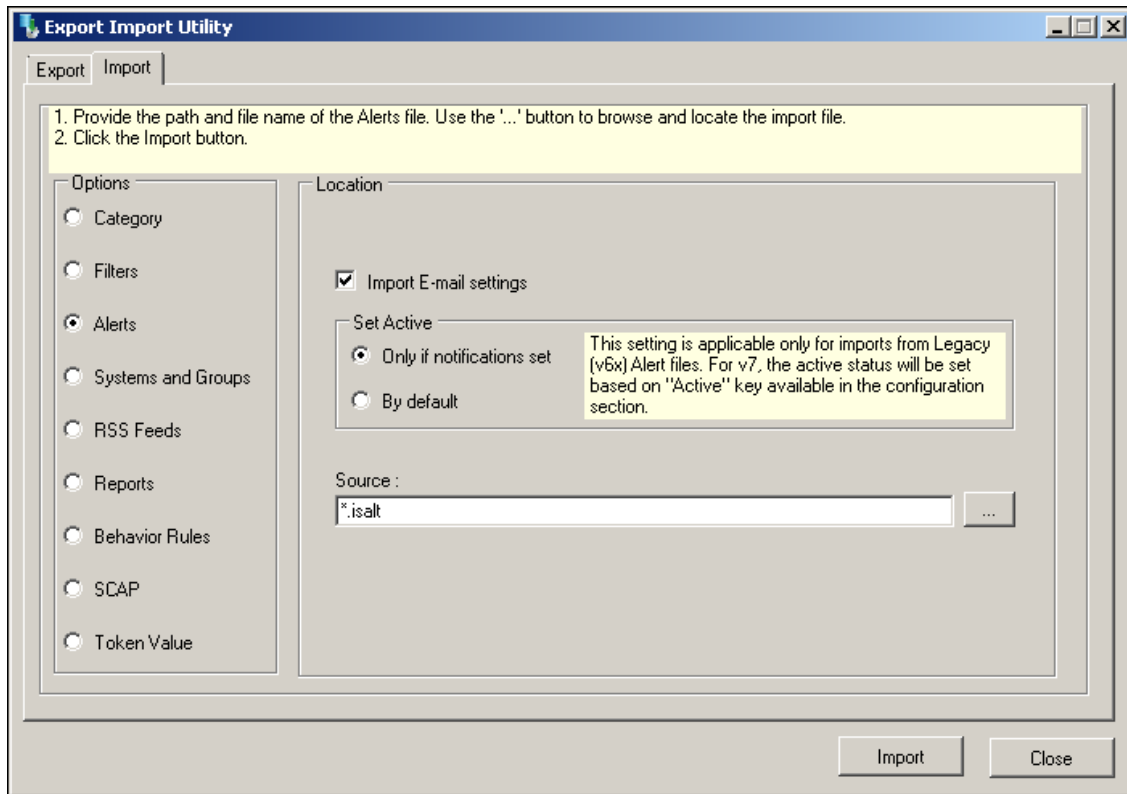 Export Import Utility
Export Import
1. Provide the path and file name of the Alerts file. Use the '...' button to browse and locate the import file.
2. Click the Import button.
Options
Category
Filters
Alerts
Systems and Groups
RSS Feeds
Reports
Behavior Rules
SCAP
Token Value
Location
Import E-mail settings
Set Active
Only if notifications set
By default
This setting is applicable only for imports from Legacy
(v6x) Alert files. For v7, the active status will be set
based on "Active" key available in the configuration
section.
Source :
*.isalt
...
Import
Close